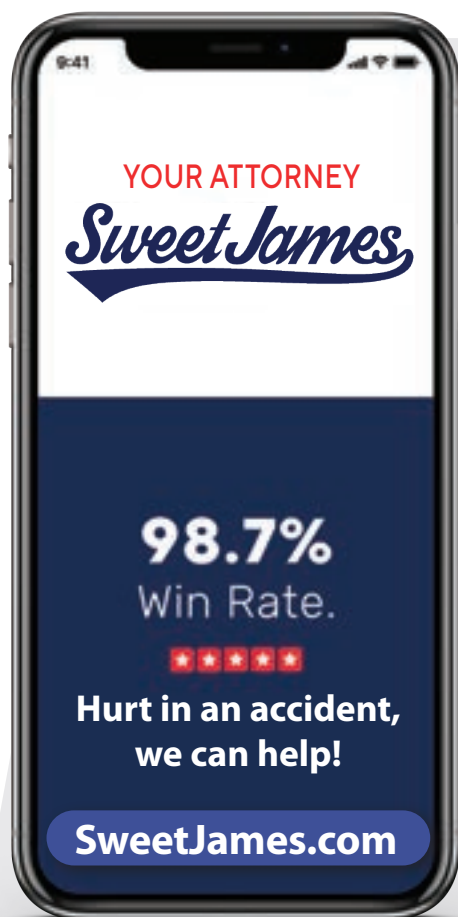 9:41
YOUR ATTORNEY
Sweet James
98.7%
Win Rate.
Hurt in an accident,
we can help!
SweetJames.com